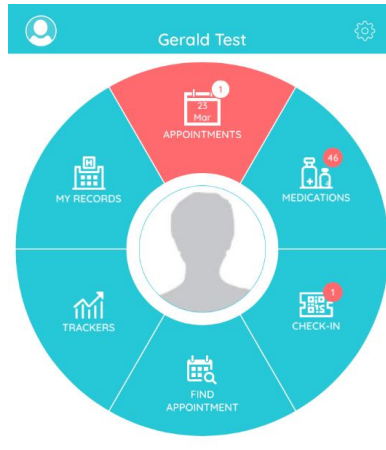 Gerald Test
1
23
Mar
APPOINTMENTS
H
MY RECORDS
46
MEDICATIONS
TRACKERS
1
CHECK-IN
FIND
APPOINTMENT